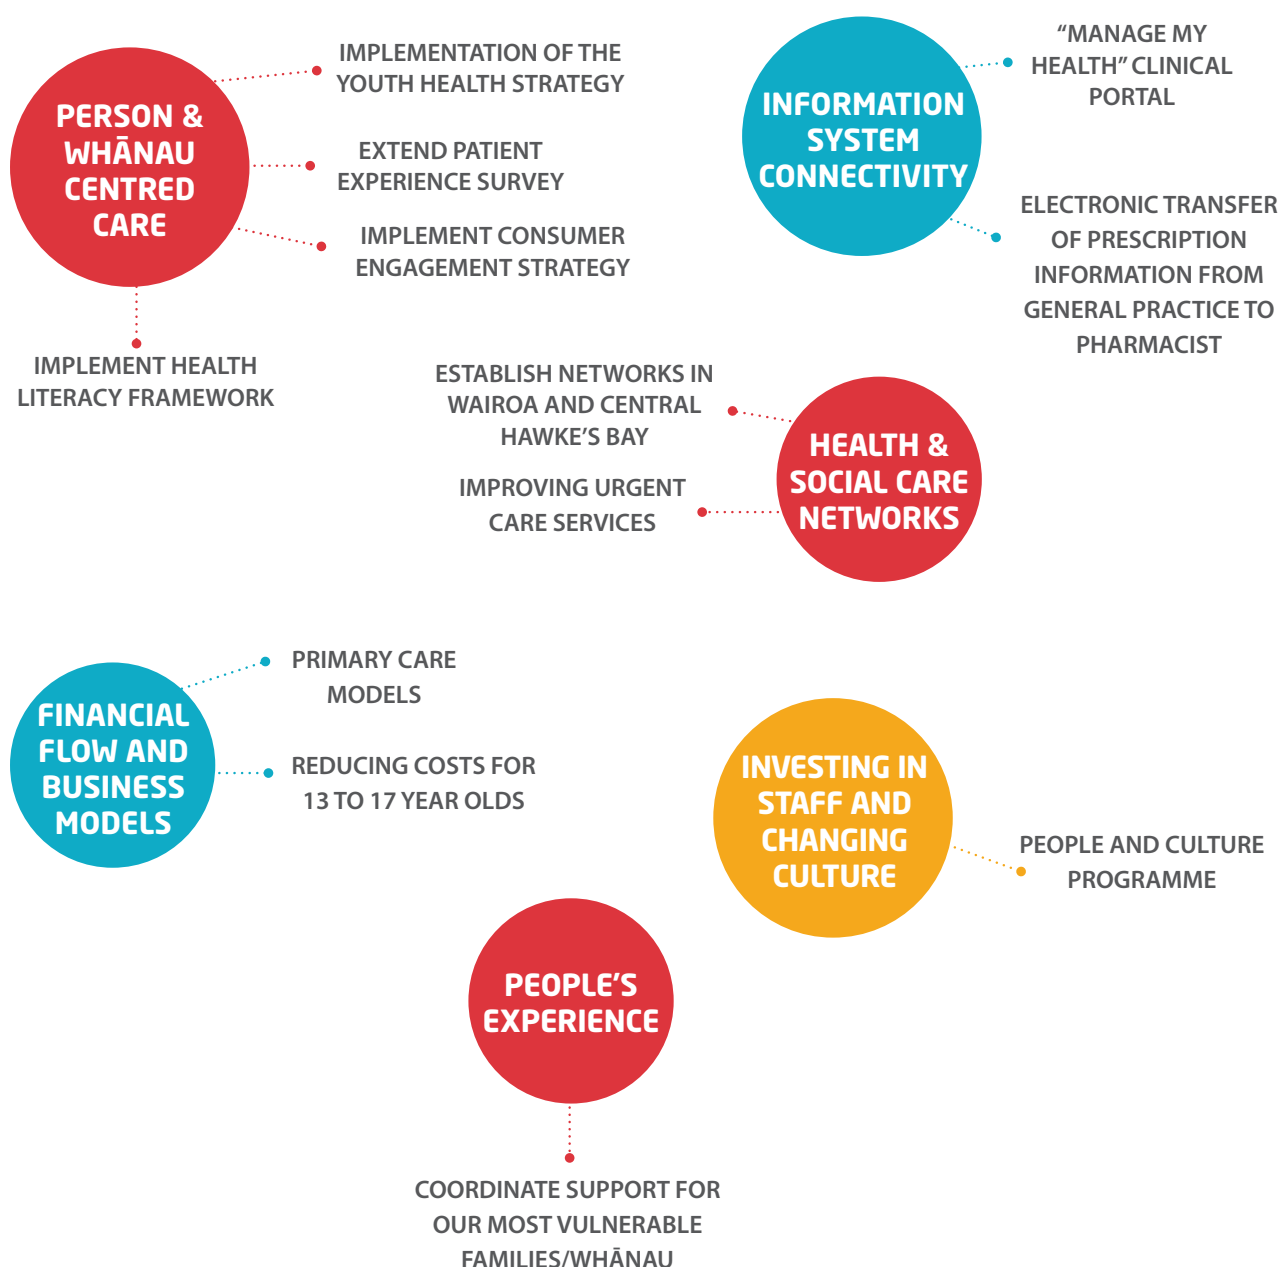 PERSON &
WHĀNAU
CENTRED
CARE
IMPLEMENTATION OF THE
YOUTH HEALTH STRATEGY
EXTEND PATIENT
EXPERIENCE SURVEY
IMPLEMENT CONSUMER
ENGAGEMENT STRATEGY
IMPLEMENT HEALTH
LITERACY FRAMEWORK
INFORMATION
SYSTEM
CONNECTIVITY
“MANAGE MY
HEALTH” CLINICAL
PORTAL
ELECTRONIC TRANSFER
OF PRESCRIPTION
INFORMATION FROM
GENERAL PRACTICE TO
PHARMACIST
ESTABLISH NETWORKS IN
WAIROA AND CENTRAL
HAWKE’S BAY
IMPROVING URGENT
CARE SERVICES
HEALTH &
SOCIAL CARE
NETWORKS
FINANCIAL
FLOW AND
BUSINESS
MODELS
PRIMARY CARE
MODELS
REDUCING COSTS FOR
13 TO 17 YEAR OLDS
INVESTING IN
STAFF AND
CHANGING
CULTURE
PEOPLE AND CULTURE
PROGRAMME
PEOPLE’S
EXPERIENCE
COORDINATE SUPPORT FOR
OUR MOST VULNERABLE
FAMILIES/WHĀNAU